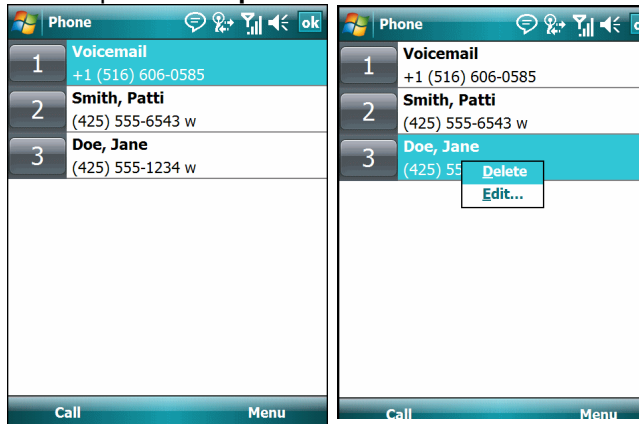 Phone
ok
1
Voicemail
+1 (516) 606-0585
2
Smith, Patti
(425) 555-6543 w
3
Doe, Jane
(425) 555-1234 w
Call
Menu
Phone
1
Voicemail
+1 (516) 606-0585
2
Smith, Patti
(425) 555-6543 w
3
Doe, Jane
(425) 55
Delete
Edit...
Call
Menu